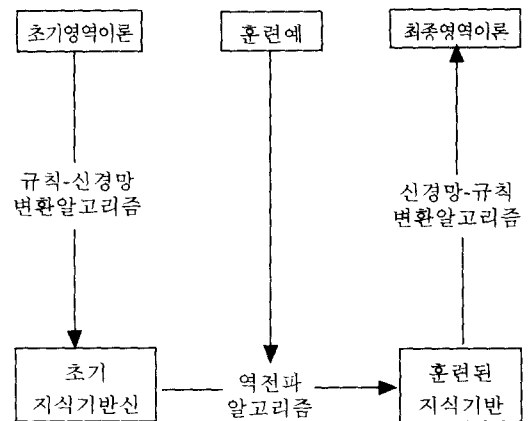 초기영역이론
훈련예
최종영역이론
규칙-신경망
변환알고리즘
신경망-규칙
변환알고리즘
초기
지식기반신
역전파
알고리즘
훈련된
지식기반